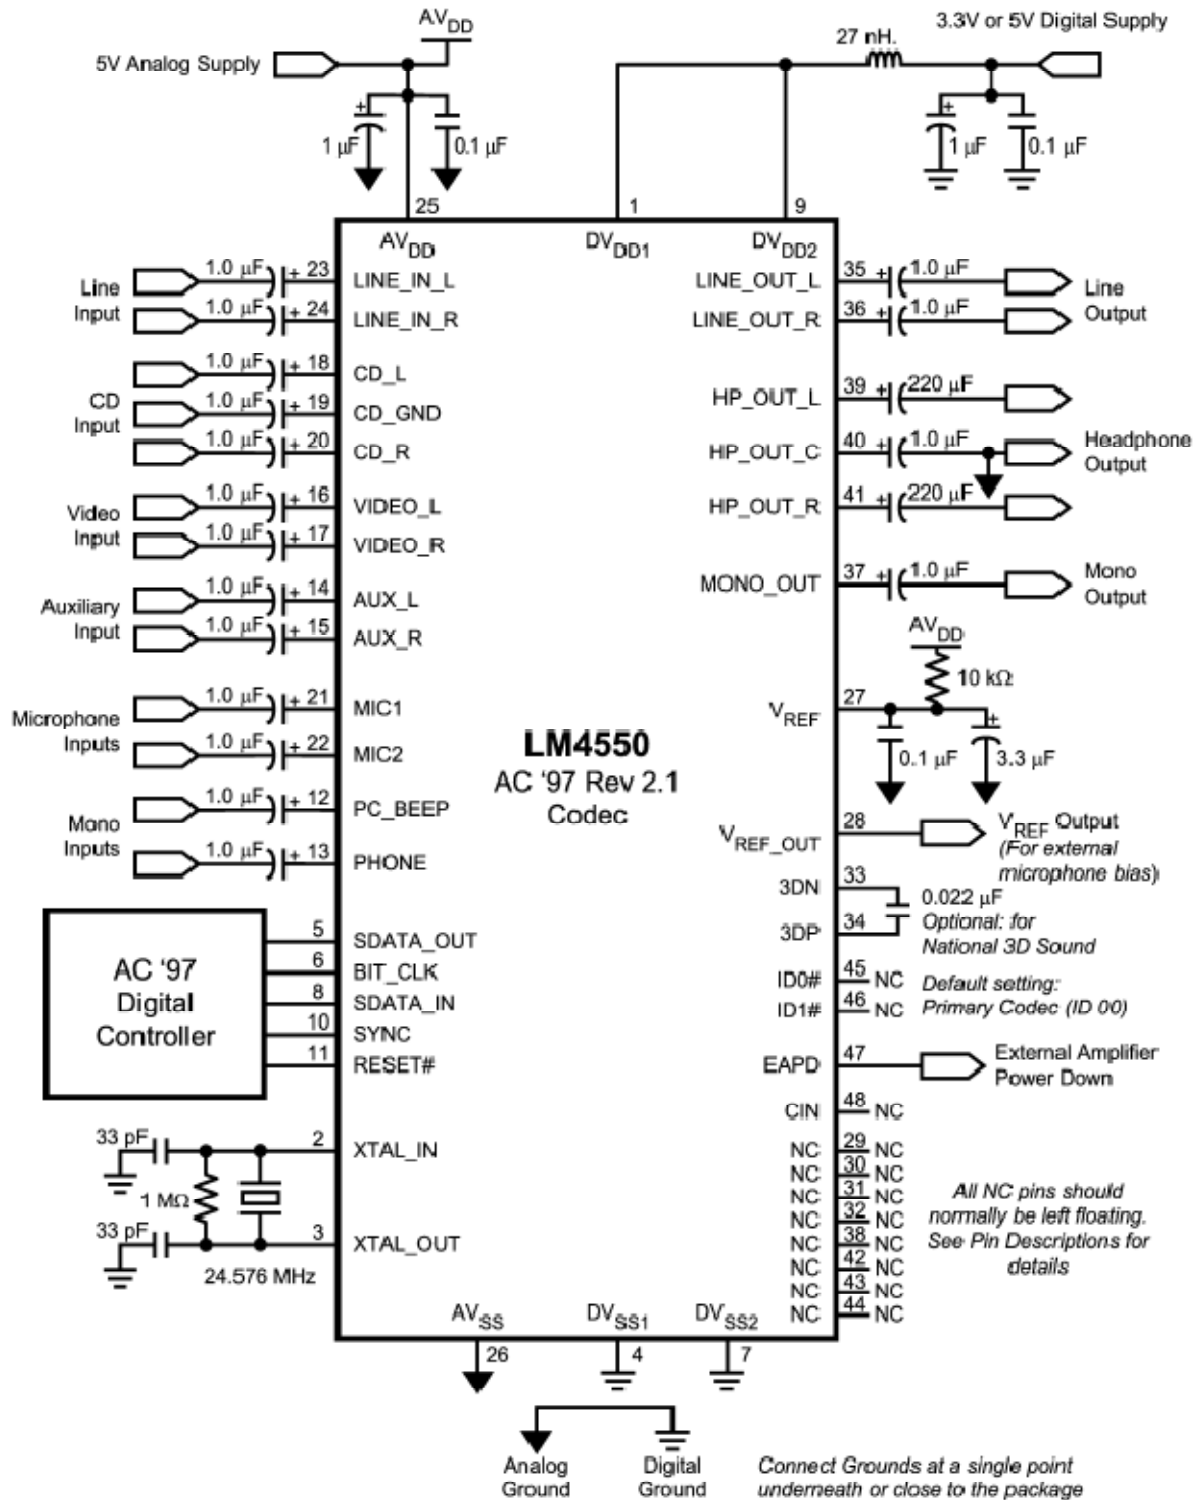 AVDD
5V Analog Supply
3.3V or 5V Digital Supply
27 nH.
+
1 µF
0.1 µF
+
1 µF
0.1 µF
25
1
9
AVDD
DVDD1
DVDD2
Line
Input
1.0 µF + 23 LINE_IN_L
1.0 µF + 24 LINE_IN_R
CD
Input
1.0 µF + 18 CD_L
1.0 µF + 19 CD_GND
1.0 µF + 20 CD_R
Video
Input
1.0 µF + 16 VIDEO_L
1.0 µF + 17 VIDEO_R
Auxiliary
Input
1.0 µF + 14 AUX_L
1.0 µF + 15 AUX_R
Microphone
Inputs
1.0 µF + 21 MIC1
1.0 µF + 22 MIC2
Mono
Inputs
1.0 µF + 12 PC_BEEP
1.0 µF + 13 PHONE
AC '97
Digital
Controller
5 SDATA_OUT
6 BIT_CLK
8 SDATA_IN
10 SYNC
11 RESET#
33 pF
2 XTAL_IN
1 MΩ
33 pF
3 XTAL_OUT
24.576 MHz
LM4550
AC '97 Rev 2.1
Codec
LINE_OUT_L 35 + 1.0 µF
LINE_OUT_R 36 + 1.0 µF
Line
Output
HP_OUT_L 39 + 220 µF
HP_OUT_C 40 + 1.0 µF
HP_OUT_R 41 + 220 µF
Headphone
Output
MONO_OUT 37 + 1.0 µF
Mono
Output
AVDD
10 kΩ
VREF 27
+
0.1 µF
3.3 µF
VREF_OUT 28
VREF Output
(For external
microphone bias)
3DN 33
3DP 34
0.022 µF
Optional: for
National 3D Sound
ID0# 45 NC
ID1# 46 NC
Default setting:
Primary Codec (ID 00)
EAPD 47
External Amplifier
Power Down
CIN 48 NC
NC 29 NC
NC 30 NC
NC 31 NC
NC 32 NC
NC 38 NC
NC 42 NC
NC 43 NC
NC 44 NC
All NC pins should
normally be left floating.
See Pin Descriptions for
details
AVSS
DVSS1
DVSS2
26
4
7
Analog
Ground
Digital
Ground
Connect Grounds at a single point
underneath or close to the package